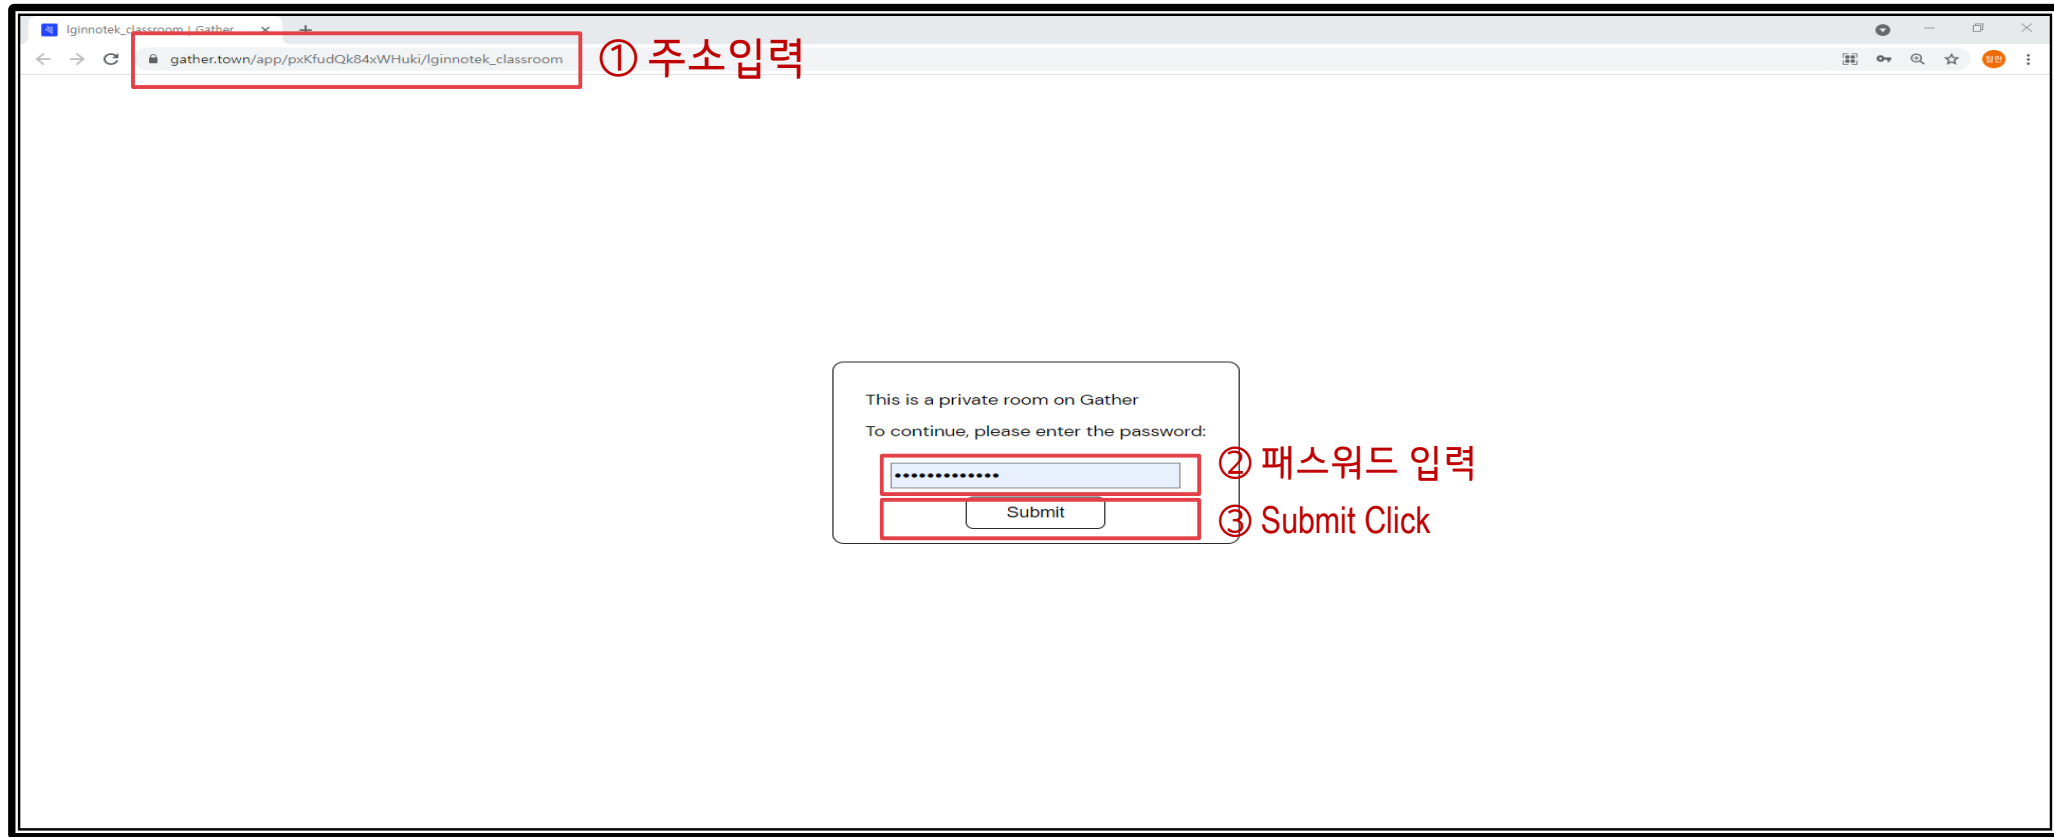 lginnotek_classroom | Gather
gather.town/app/pxKfudQk84xWHuki/lginnotek_classroom
① 주소입력
This is a private room on Gather
To continue, please enter the password:
② 패스워드 입력
Submit
③ Submit Click